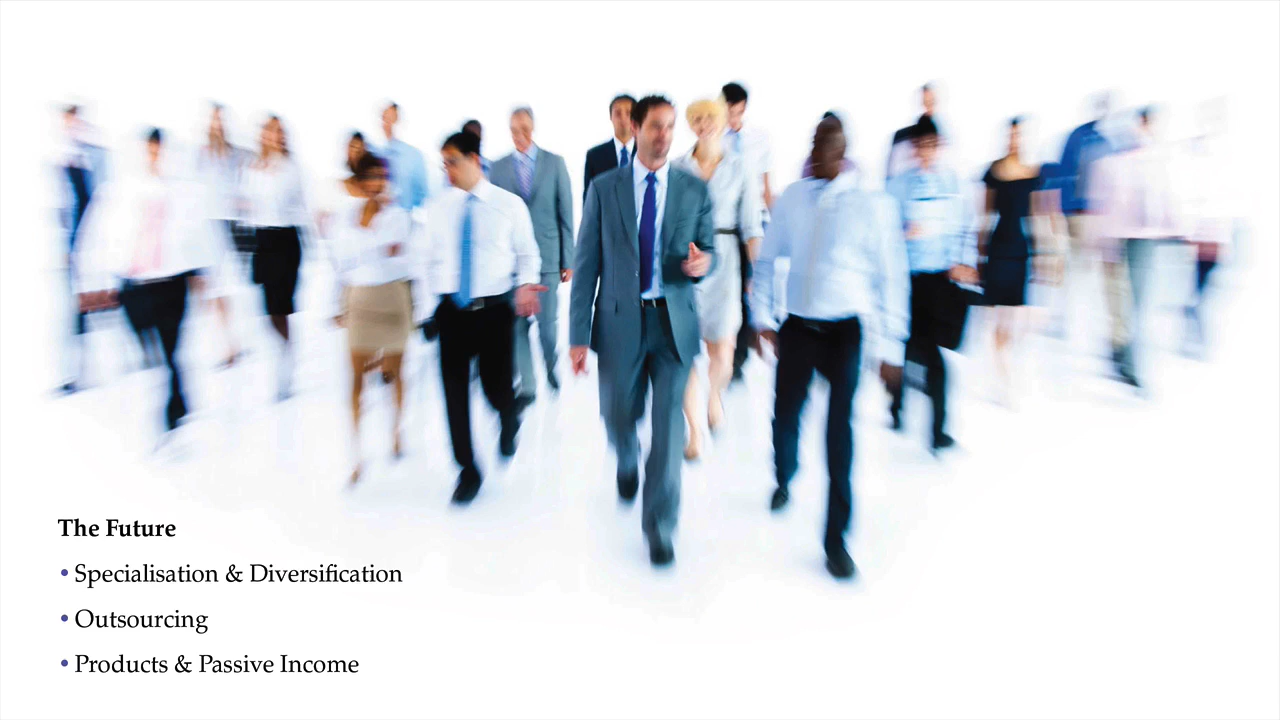 The Future
• Specialisation & Diversification
• Outsourcing
• Products & Passive Income